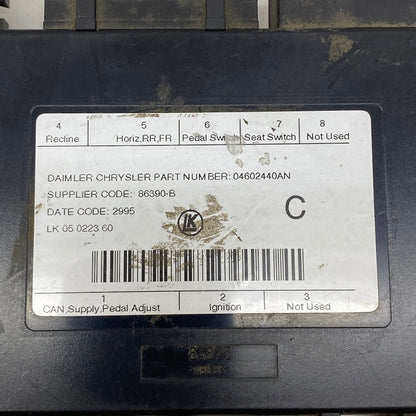 4 5 6 7 8
Recline Horiz,RR,FR Pedal Switch Seat Switch Not Used
DAIMLER CHRYSLER PART NUMBER: 04602440AN
SUPPLIER CODE: 86390-B
DATE CODE: 2995
LK 05 0223 60
LK
C
1 2 3
CAN,Supply,Pedal Adjust Ignition Not Used